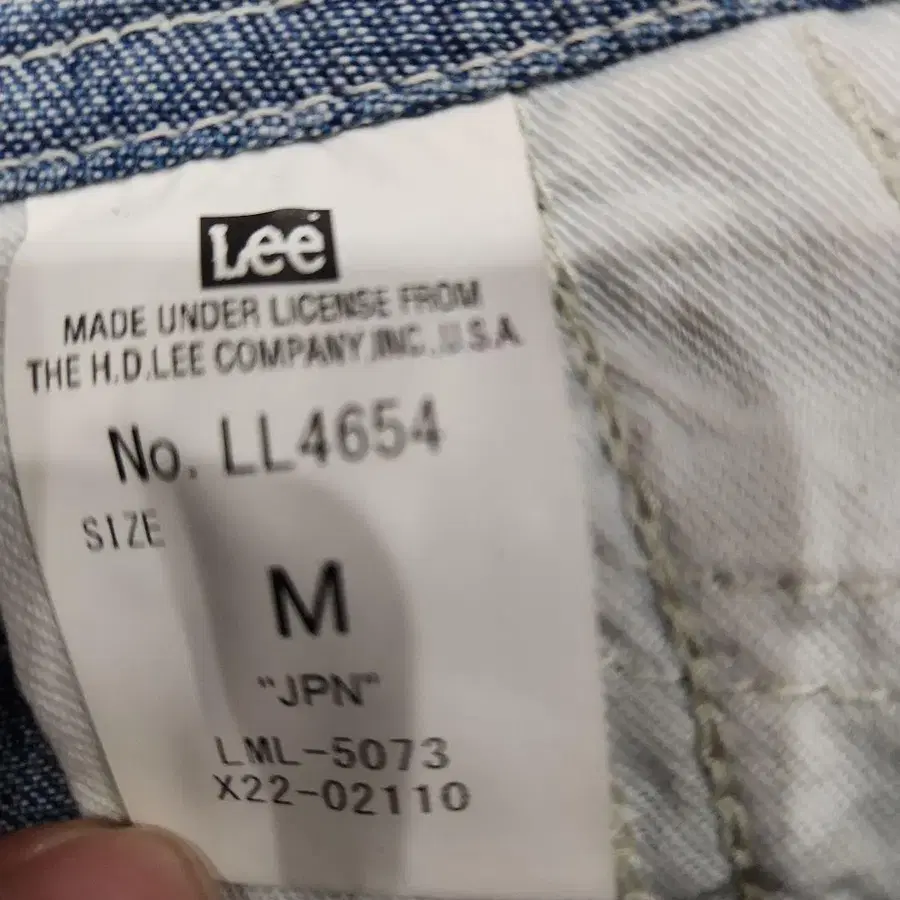 Lee
MADE UNDER LICENSE FROM
THE H.D.LEE COMPANY,INC.,U.S.A.
No. LL4654
SIZE
M
"JPN"
LML-5073
X22-02110